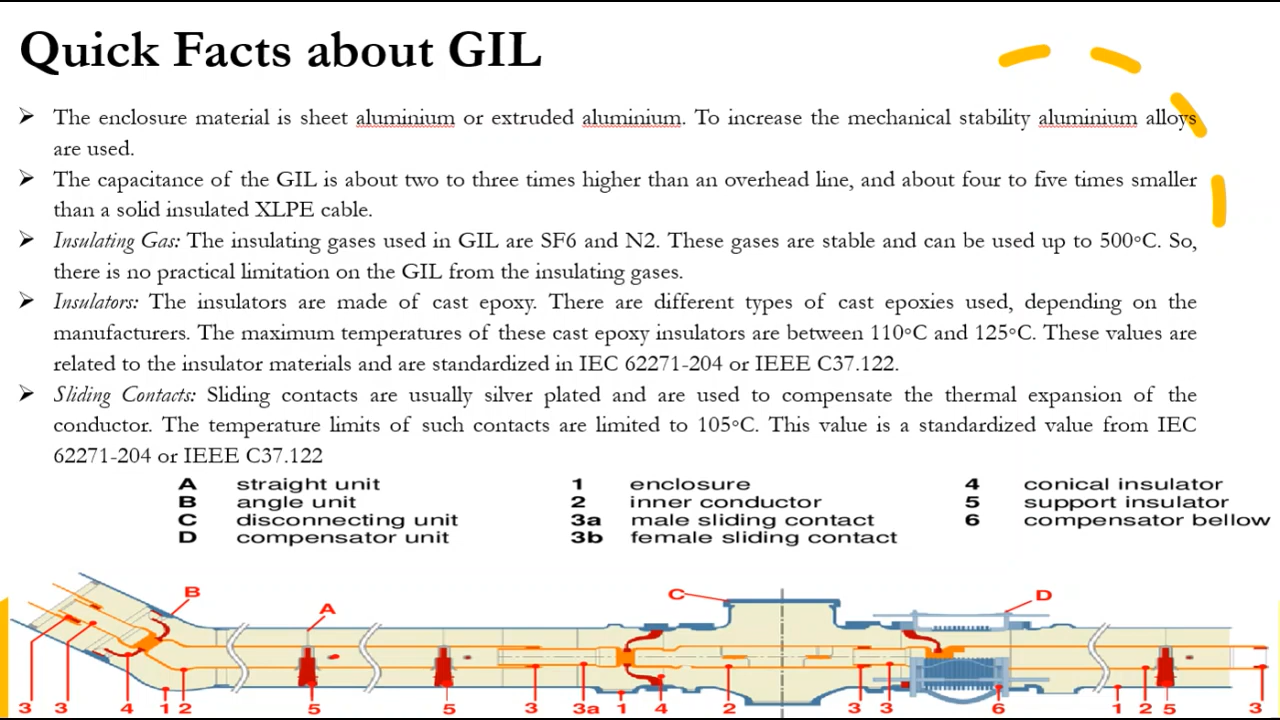 Quick Facts about GIL
➢ The enclosure material is sheet aluminium or extruded aluminium. To increase the mechanical stability aluminium alloys
are used.
➢ The capacitance of the GIL is about two to three times higher than an overhead line, and about four to five times smaller
than a solid insulated XLPE cable.
➢ Insulating Gas: The insulating gases used in GIL are SF6 and N2. These gases are stable and can be used up to 500°C. So,
there is no practical limitation on the GIL from the insulating gases.
➢ Insulators: The insulators are made of cast epoxy. There are different types of cast epoxies used, depending on the
manufacturers. The maximum temperatures of these cast epoxy insulators are between 110°C and 125°C. These values are
related to the insulator materials and are standardized in IEC 62271-204 or IEEE C37.122.
➢ Sliding Contacts: Sliding contacts are usually silver plated and are used to compensate the thermal expansion of the
conductor. The temperature limits of such contacts are limited to 105°C. This value is a standardized value from IEC
62271-204 or IEEE C37.122
A straight unit 1 enclosure 4 conical insulator
B angle unit 2 inner conductor 5 support insulator
C disconnecting unit 3a male sliding contact 6 compensator bellow
D compensator unit 3b female sliding contact
B A C D
3 3 4 1 2 5 5 3 3a 1 4 2 3 3 6 1 2 5 3